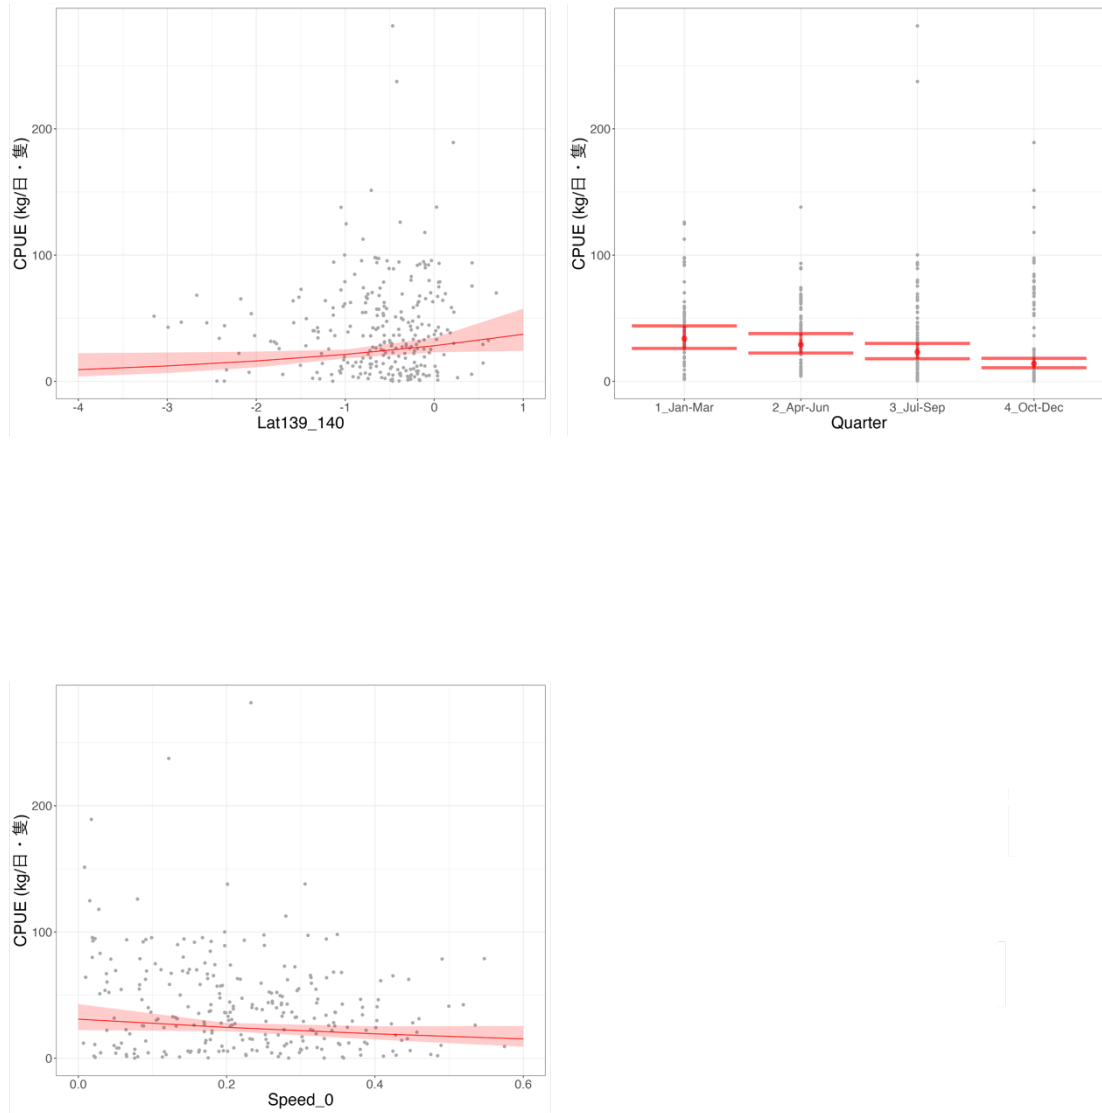 CPUE (kg/日・隻)
200
100
0
-4 -3 -2 -1 0 1
Lat139_140
CPUE (kg/日・隻)
200
100
0
1_Jan-Mar 2_Apr-Jun 3_Jul-Sep 4_Oct-Dec
Quarter
CPUE (kg/日・隻)
200
100
0
0.0 0.2 0.4 0.6
Speed_0